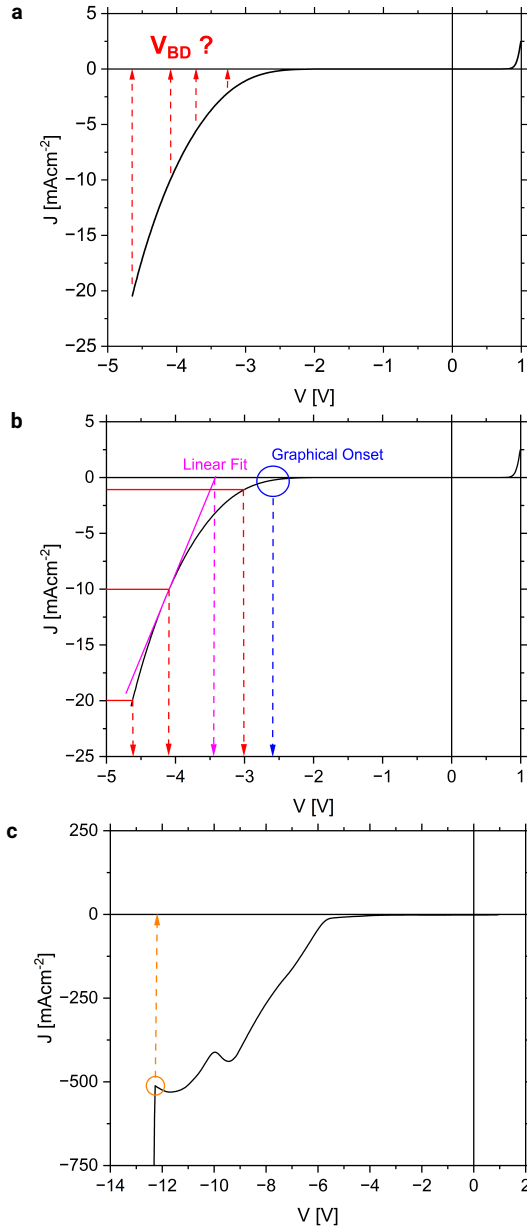 a
V_BD ?
5
0
−5
−10
−15
−20
−25
J [mAcm⁻²]
−5 −4 −3 −2 −1 0 1
V [V]
b
Graphical Onset
Linear Fit
5
0
−5
−10
−15
−20
−25
J [mAcm⁻²]
−5 −4 −3 −2 −1 0 1
V [V]
c
250
0
−250
−500
−750
J [mAcm⁻²]
−14 −12 −10 −8 −6 −4 −2 0 2
V [V]